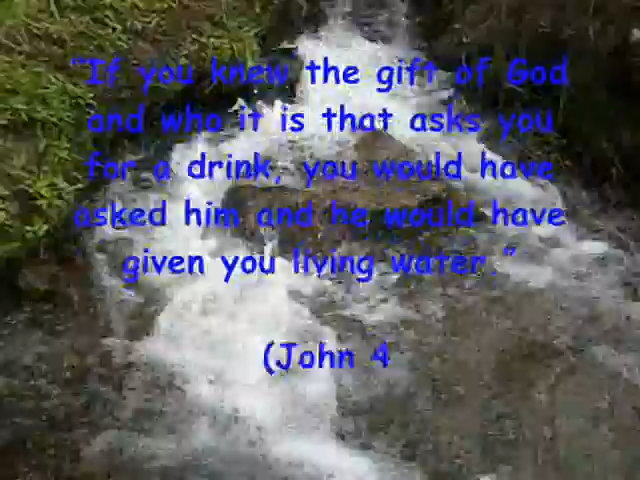 "If you knew the gift of God
and who it is that asks you
for a drink, you would have
asked him and he would have
given you living water."
(John 4